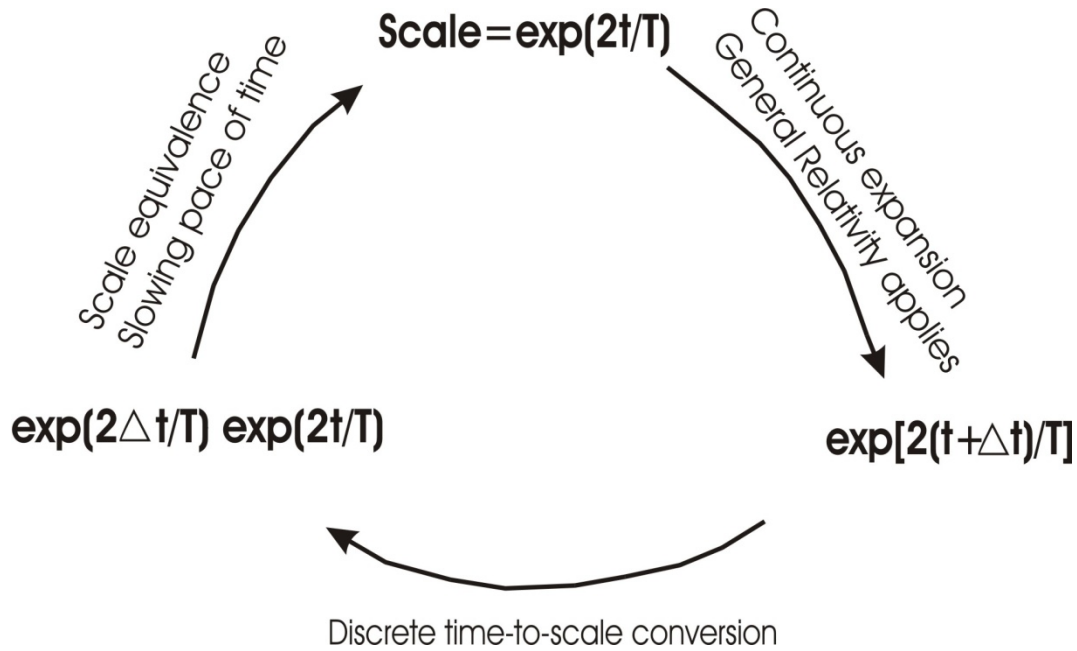 Scale=exp(2t/T)
Continuous expansion
General Relativity applies
exp[2(t+△t)/T]
Discrete time-to-scale conversion
exp(2△t/T) exp(2t/T)
Scale equivalence
Slowing pace of time